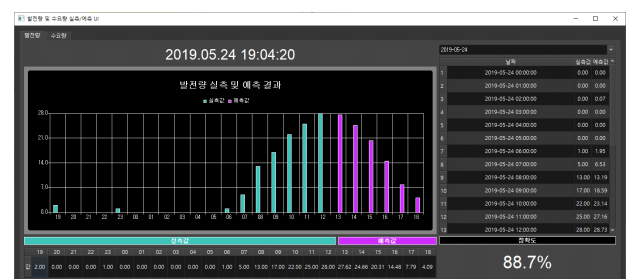 발전량 및 수요량 실측/예측 UI
발전량 수요량
2019.05.24 19:04:20
발전량 실측 및 예측 결과
실측값 예측값
28.0
21.0
14.0
7.0
0.0
19 20 21 22 23 00 01 02 03 04 05 06 07 08 09 10 11 12 13 14 15 16 17 18
실측값 예측값
19 20 21 22 23 00 01 02 03 04 05 06 07 08 09 10 11 12 13 14 15 16 17 18
값 2.00 0.00 0.00 0.00 1.00 0.00 0.00 0.00 0.00 0.00 0.00 1.00 5.00 13.00 17.00 22.00 25.00 28.00 27.62 24.66 20.31 14.48 7.79 4.09
2019-05-24
날짜 실측값 예측값
1 2019-05-24 00:00:00 0.00 0.00
2 2019-05-24 01:00:00 0.00 0.00
3 2019-05-24 02:00:00 0.00 0.07
4 2019-05-24 03:00:00 0.00 0.00
5 2019-05-24 04:00:00 0.00 0.00
6 2019-05-24 05:00:00 0.00 0.00
7 2019-05-24 06:00:00 1.00 1.95
8 2019-05-24 07:00:00 5.00 6.53
9 2019-05-24 08:00:00 13.00 13.19
10 2019-05-24 09:00:00 17.00 18.59
11 2019-05-24 10:00:00 22.00 23.14
12 2019-05-24 11:00:00 25.00 27.16
13 2019-05-24 12:00:00 28.00 28.73
정확도
88.7%